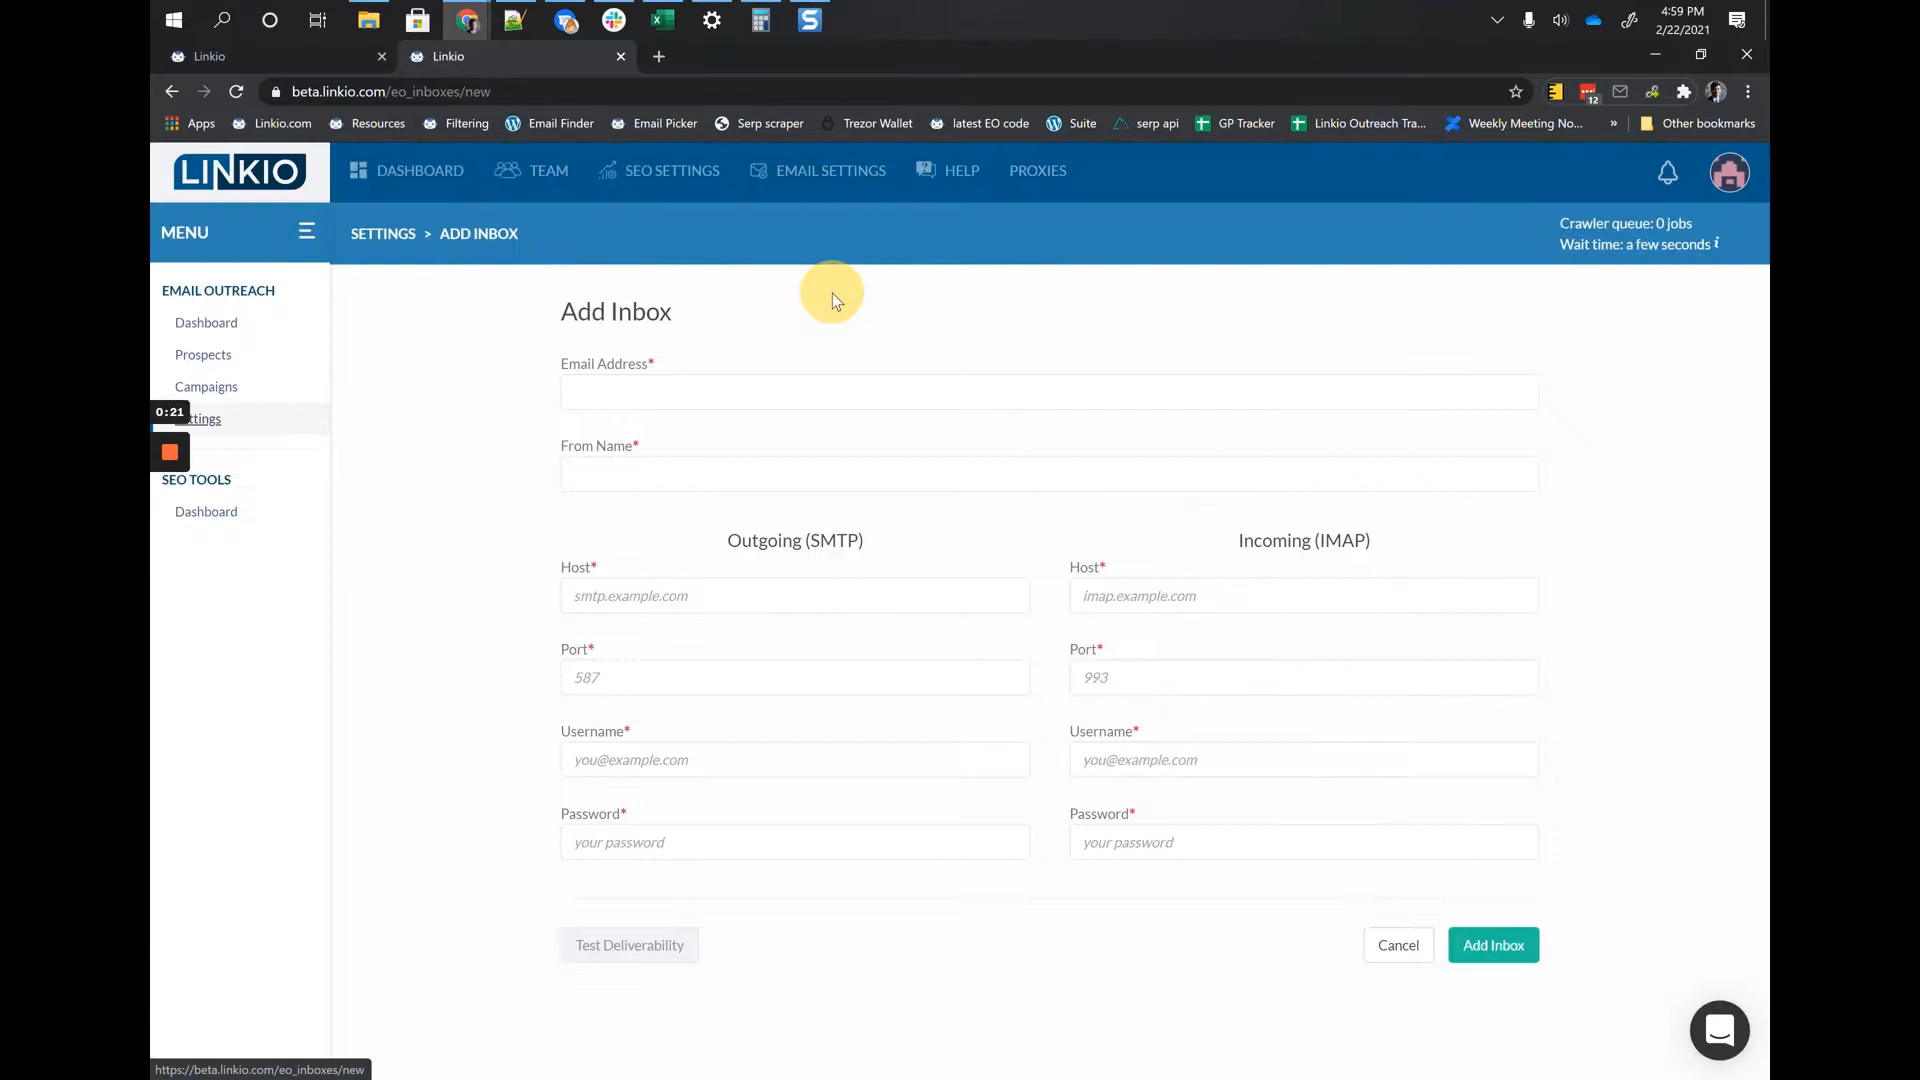 4:59 PM
2/22/2021
Linkio
Linkio
beta.linkio.com/eo_inboxes/new
12
Apps
Linkio.com
Resources
Filtering
Email Finder
Email Picker
Serp scraper
Trezor Wallet
latest EO code
Suite
serp api
GP Tracker
Linkio Outreach Tra...
Weekly Meeting No...
»
Other bookmarks
LINKIO
DASHBOARD
TEAM
SEO SETTINGS
EMAIL SETTINGS
HELP
PROXIES
MENU
SETTINGS > ADD INBOX
Crawler queue: 0 jobs
Wait time: a few seconds i
EMAIL OUTREACH
Dashboard
Prospects
Campaigns
0:21
ttings
SEO TOOLS
Dashboard
Add Inbox
Email Address*
From Name*
Outgoing (SMTP)
Incoming (IMAP)
Host*
Host*
smtp.example.com
imap.example.com
Port*
Port*
587
993
Username*
Username*
you@example.com
you@example.com
Password*
Password*
your password
your password
Test Deliverability
Cancel
Add Inbox
https://beta.linkio.com/eo_inboxes/new